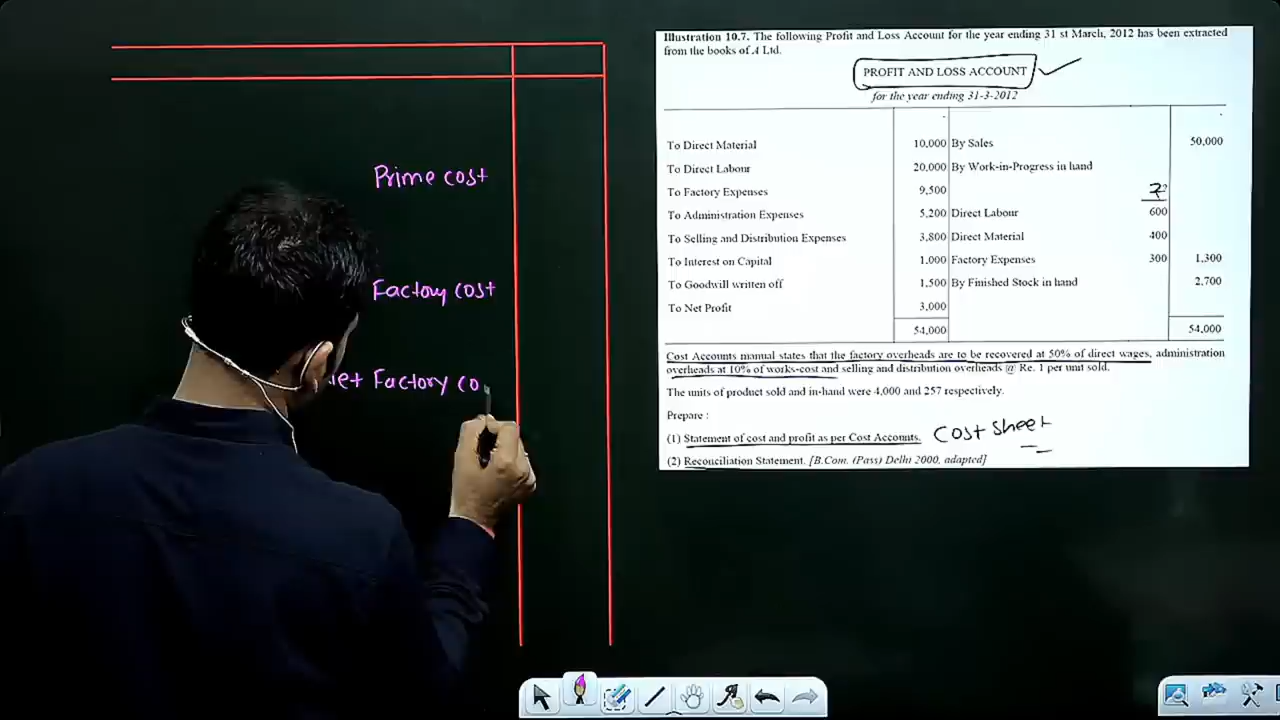 Prime cost
Factory cost
Net Factory co
Illustration 10.7. The following Profit and Loss Account for the year ending 31 st March, 2012 has been extracted
from the books of A Ltd.
PROFIT AND LOSS ACCOUNT
for the year ending 31-3-2012
To Direct Material 10,000 By Sales 50,000
To Direct Labour 20,000 By Work-in-Progress in hand
To Factory Expenses 9,500
To Administration Expenses 5,200 Direct Labour 600
To Selling and Distribution Expenses 3,800 Direct Material 400
To Interest on Capital 1,000 Factory Expenses 300 1,300
To Goodwill written off 1,500 By Finished Stock in hand 2,700
To Net Profit 3,000
54,000 54,000
Cost Accounts manual states that the factory overheads are to be recovered at 50% of direct wages, administration
overheads at 10% of works-cost and selling and distribution overheads @ Re. 1 per unit sold.
The units of product sold and in-hand were 4,000 and 257 respectively.
Prepare :
(1) Statement of cost and profit as per Cost Accounts. Cost sheet
(2) Reconciliation Statement. [B.Com. (Pass) Delhi 2000, adapted]